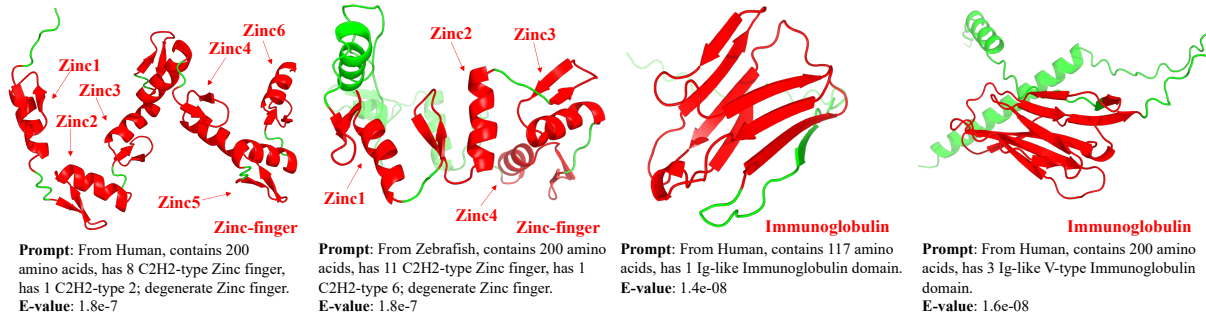 Zinc1
Zinc2
Zinc3
Zinc4
Zinc5
Zinc6
Zinc-finger
Prompt: From Human, contains 200
amino acids, has 8 C2H2-type Zinc finger,
has 1 C2H2-type 2; degenerate Zinc finger.
E-value: 1.8e-7
Zinc1
Zinc2
Zinc3
Zinc4
Zinc-finger
Prompt: From Zebrafish, contains 200 amino
acids, has 11 C2H2-type Zinc finger, has 1
C2H2-type 6; degenerate Zinc finger.
E-value: 1.8e-7
Immunoglobulin
Prompt: From Human, contains 117 amino
acids, has 1 Ig-like Immunoglobulin domain.
E-value: 1.4e-08
Immunoglobulin
Prompt: From Human, contains 200 amino
acids, has 3 Ig-like V-type Immunoglobulin
domain.
E-value: 1.6e-08